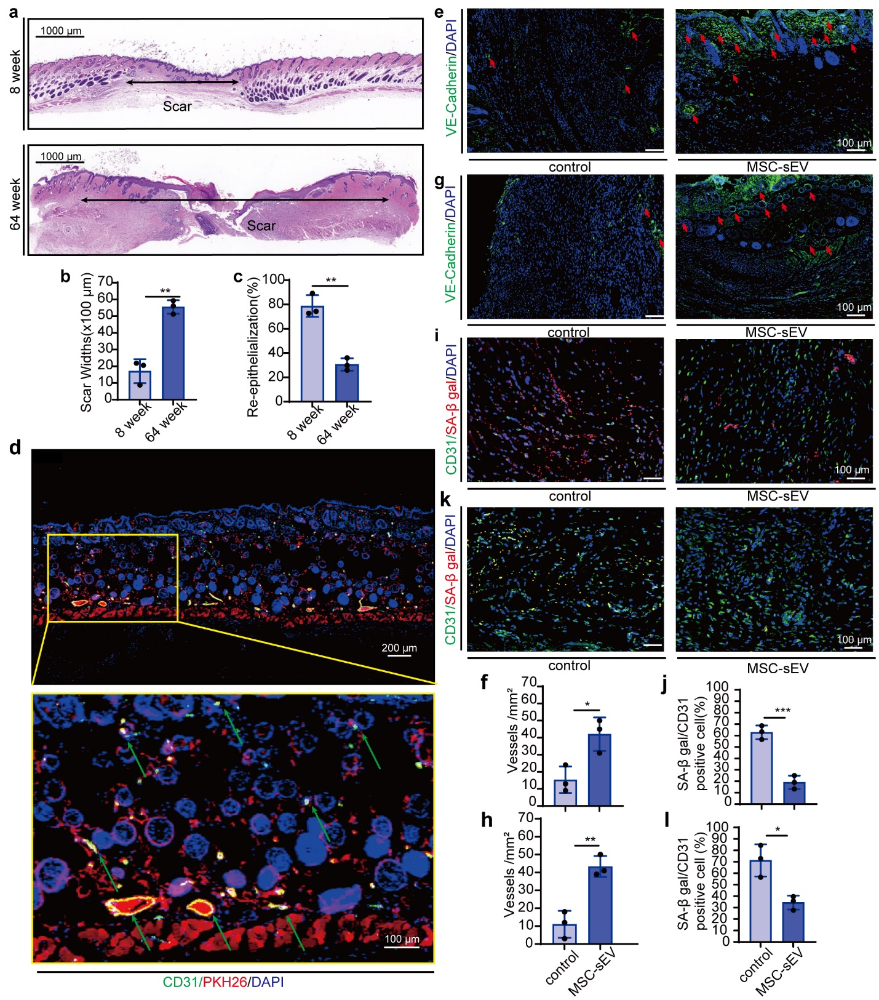 a
8 week
1000 µm
Scar
64 week
1000 µm
Scar
b
Scar Widths(x100 µm)
70
60
50
40
30
20
10
0
**
8 week
64 week
c
Re-epithelialization(%)
100
80
60
40
20
0
**
8 week
64 week
d
200 µm
100 µm
CD31/PKH26/DAPI
e
VE-Cadherin/DAPI
100 µm
control
MSC-sEV
g
VE-Cadherin/DAPI
100 µm
control
MSC-sEV
i
CD31/SA-β gal/DAPI
100 µm
control
MSC-sEV
k
CD31/SA-β gal/DAPI
100 µm
control
MSC-sEV
f
Vessels /mm²
70
60
50
40
30
20
10
0
*
j
SA-β gal/CD31
positive cell(%)
100
90
80
70
60
50
40
30
20
10
0
***
h
Vessels /mm²
70
60
50
40
30
20
10
0
**
control
MSC-sEV
l
SA-β gal/CD31
positive cell (%)
100
90
80
70
60
50
40
30
20
10
0
*
control
MSC-sEV